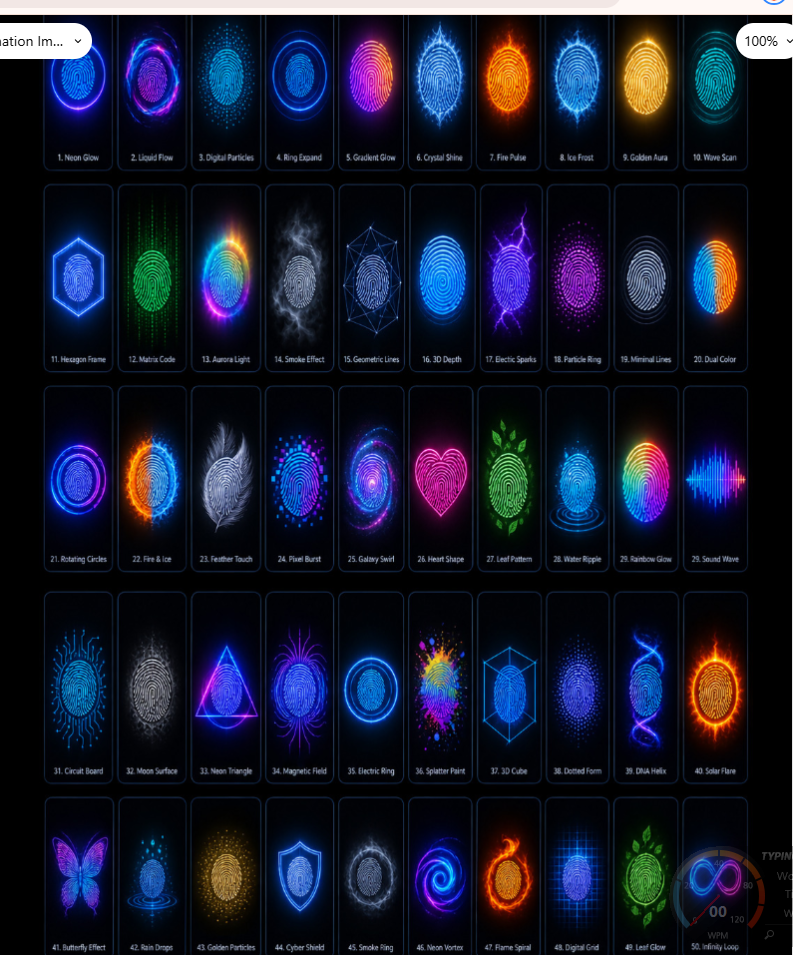 nation Im...
100%
1. Neon Glow
2. Liquid Flow
3. Digital Particles
4. Ring Expand
5. Gradient Glow
6. Crystal Shine
7. Fire Pulse
8. Ice Frost
9. Golden Aura
10. Wave Scan
11. Hexagon Frame
12. Matrix Code
13. Aurora Light
14. Smoke Effect
15. Geometric Lines
16. 3D Depth
17. Electic Sparks
18. Particle Ring
19. Miminal Lines
20. Dual Color
21. Rotating Circles
22. Fire & Ice
23. Feather Touch
24. Pixel Burst
25. Galaxy Swirl
26. Heart Shape
27. Leaf Pattern
28. Water Ripple
29. Rainbow Glow
29. Sound Wave
31. Circuit Board
32. Moon Surface
33. Neon Triangle
34. Magnetic Field
35. Electric Ring
36. Splatter Paint
37. 3D Cube
38. Dotted Form
39. DNA Helix
40. Solar Flare
41. Butterfly Effect
42. Rain Drops
43. Golden Particles
44. Cyber Shield
45. Smoke Ring
46. Neon Vortex
47. Flame Spiral
48. Digital Grid
49. Leaf Glow
50. Infinity Loop
TYPIN
Wo
Ti
W
20
40
80
120
00
WPM